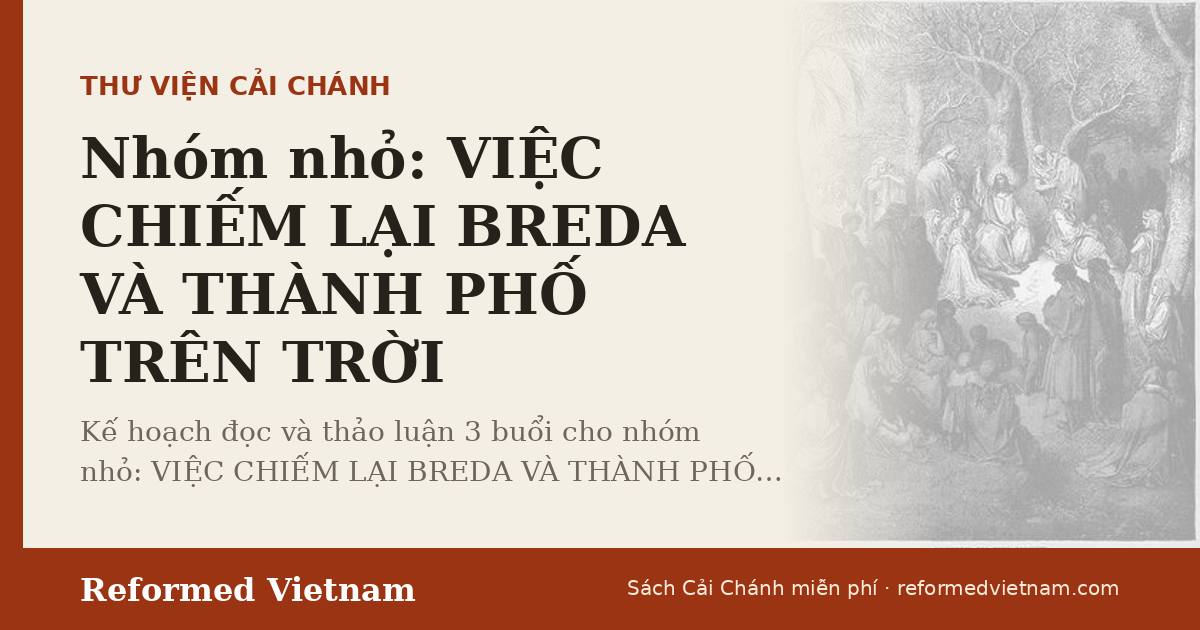 THƯ VIỆN CẢI CHÁNH
Nhóm nhỏ: VIỆC
CHIẾM LẠI BREDA
VÀ THÀNH PHỐ
TRÊN TRỜI
Kế hoạch đọc và thảo luận 3 buổi cho nhóm
nhỏ: VIỆC CHIẾM LẠI BREDA VÀ THÀNH PHỐ...
Reformed Vietnam
Sách Cải Chánh miễn phí · reformedvietnam.com